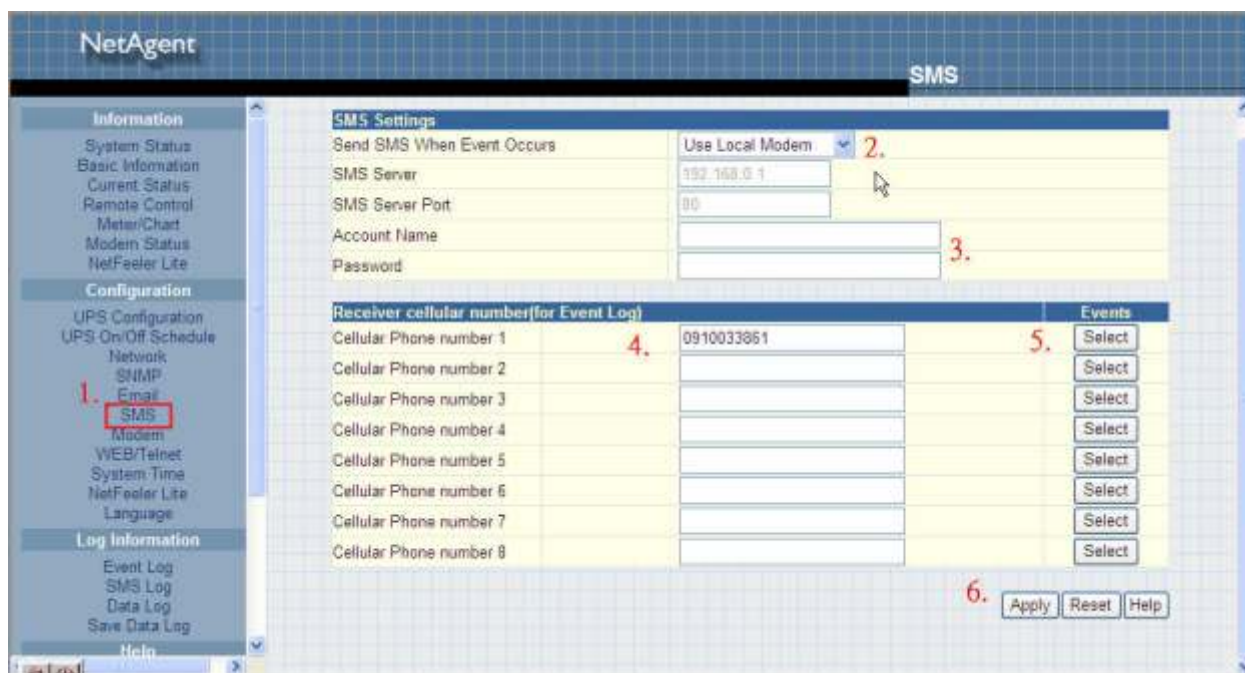 NetAgent
SMS
Information
System Status
Basic Information
Current Status
Remote Control
Meter/Chart
Modem Status
NetFeeler Lite
Configuration
UPS Configuration
UPS On/Off Schedule
Network
SNMP
1. Email
SMS
Modem
WEB/Telnet
System Time
NetFeeler Lite
Language
Log Information
Event Log
SMS Log
Data Log
Save Data Log
Help
SMS Settings
Send SMS When Event Occurs Use Local Modem 2.
SMS Server 192.168.0.1
SMS Server Port 80
Account Name
3.
Password
Receiver cellular number(for Event Log) Events
Cellular Phone number 1 4. 0910033861 5. Select
Cellular Phone number 2 Select
Cellular Phone number 3 Select
Cellular Phone number 4 Select
Cellular Phone number 5 Select
Cellular Phone number 6 Select
Cellular Phone number 7 Select
Cellular Phone number 8 Select
6. Apply Reset Help